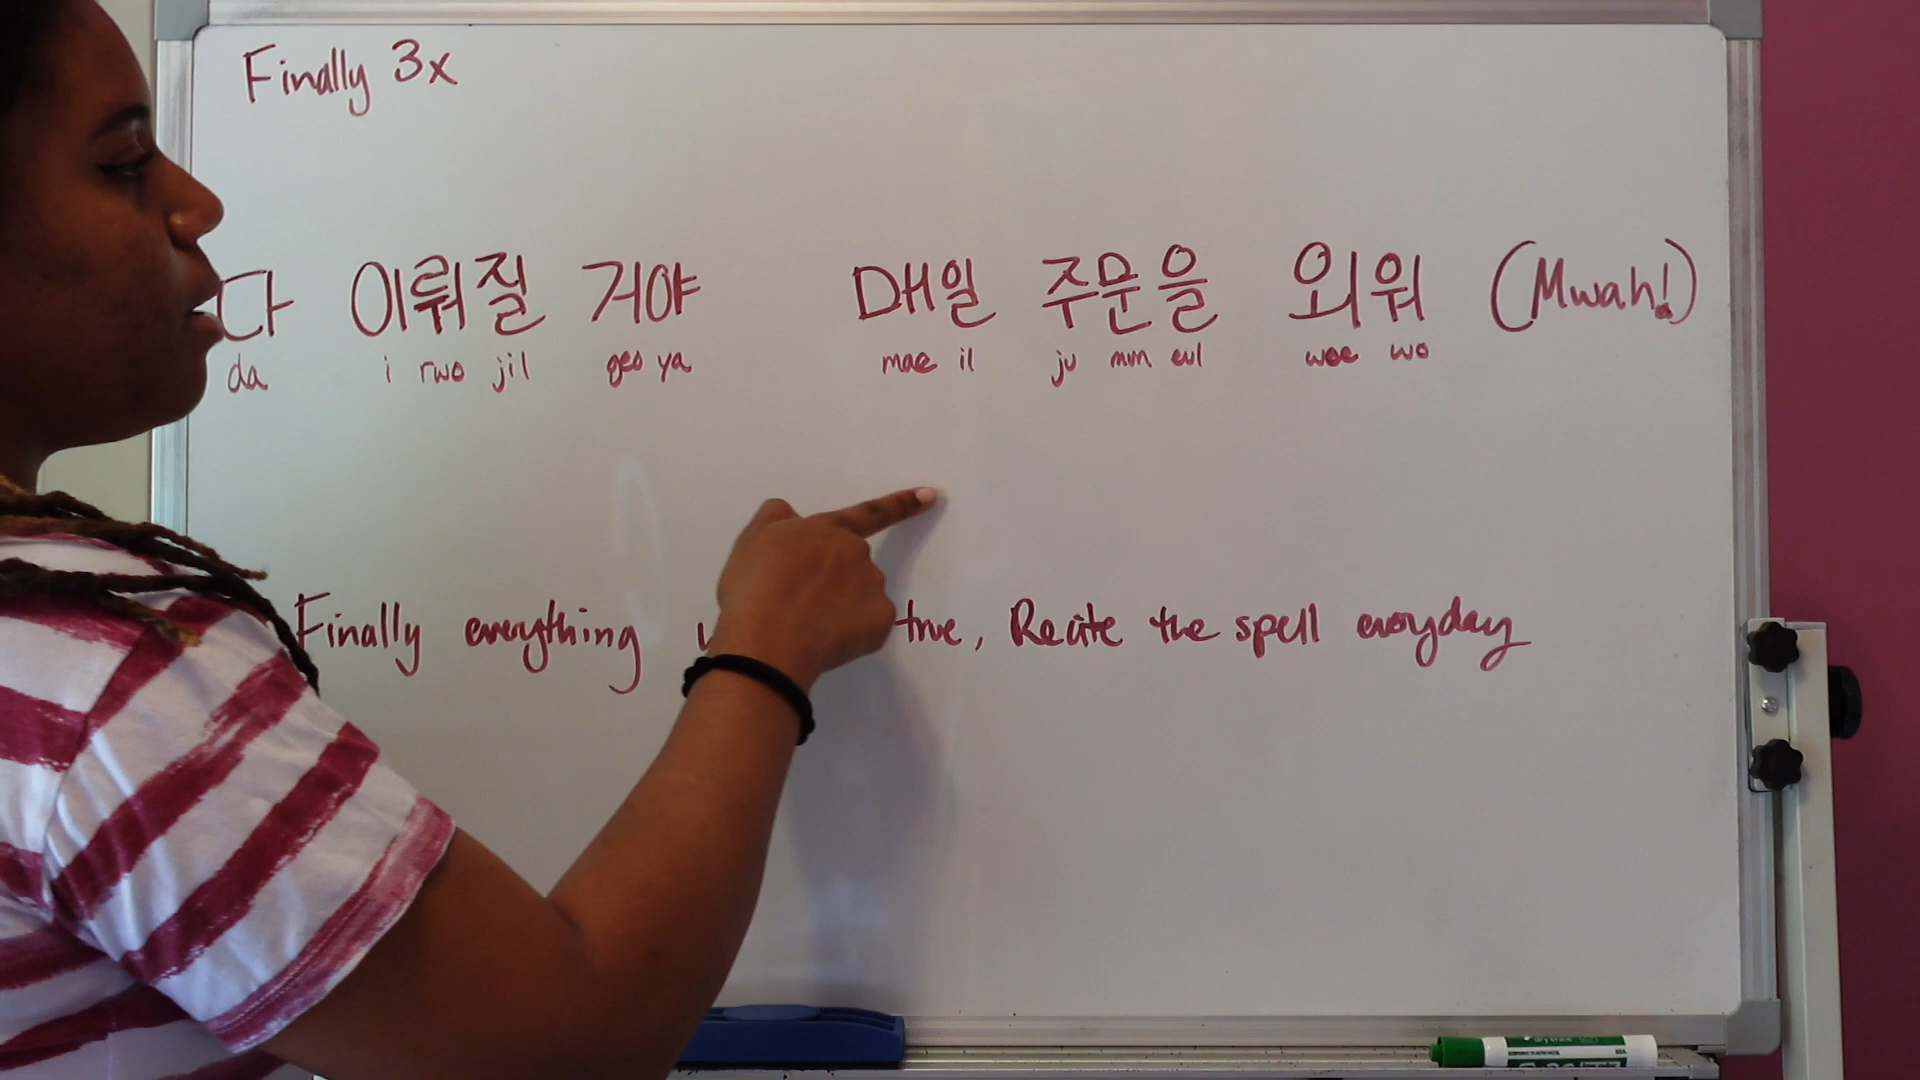 Finally 3x
다 이뤄질 거야 매일 주문을 외워 (Mwah!)
da i rwo jil geo ya mae il ju mun eul woe wo
Finally everything true, Recite the spell everyday